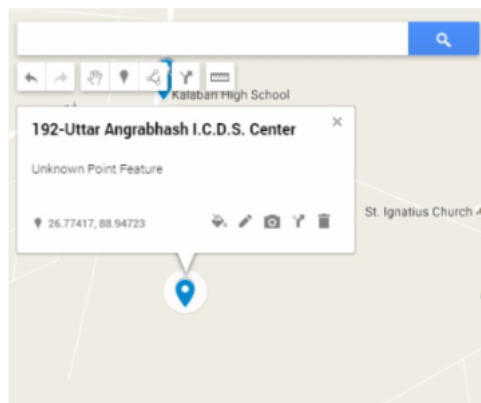 Kalabari High School
192-Uttar Angrabhash I.C.D.S. Center
Unknown Point Feature
26.77417, 88.94723
St. Ignatius Church